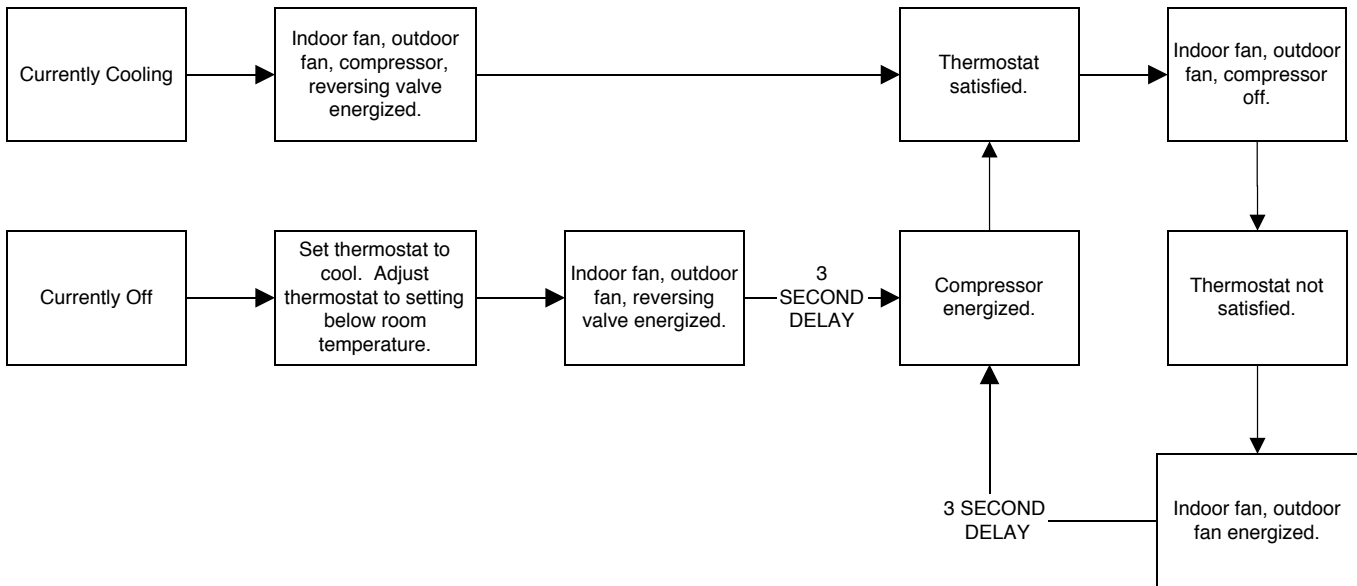 Currently Cooling
Indoor fan, outdoor
fan, compressor,
reversing valve
energized.
Thermostat
satisfied.
Indoor fan, outdoor
fan, compressor
off.
Currently Off
Set thermostat to
cool. Adjust
thermostat to setting
below room
temperature.
Indoor fan, outdoor
fan, reversing
valve energized.
3
SECOND
DELAY
Compressor
energized.
Thermostat not
satisfied.
3 SECOND
DELAY
Indoor fan, outdoor
fan energized.